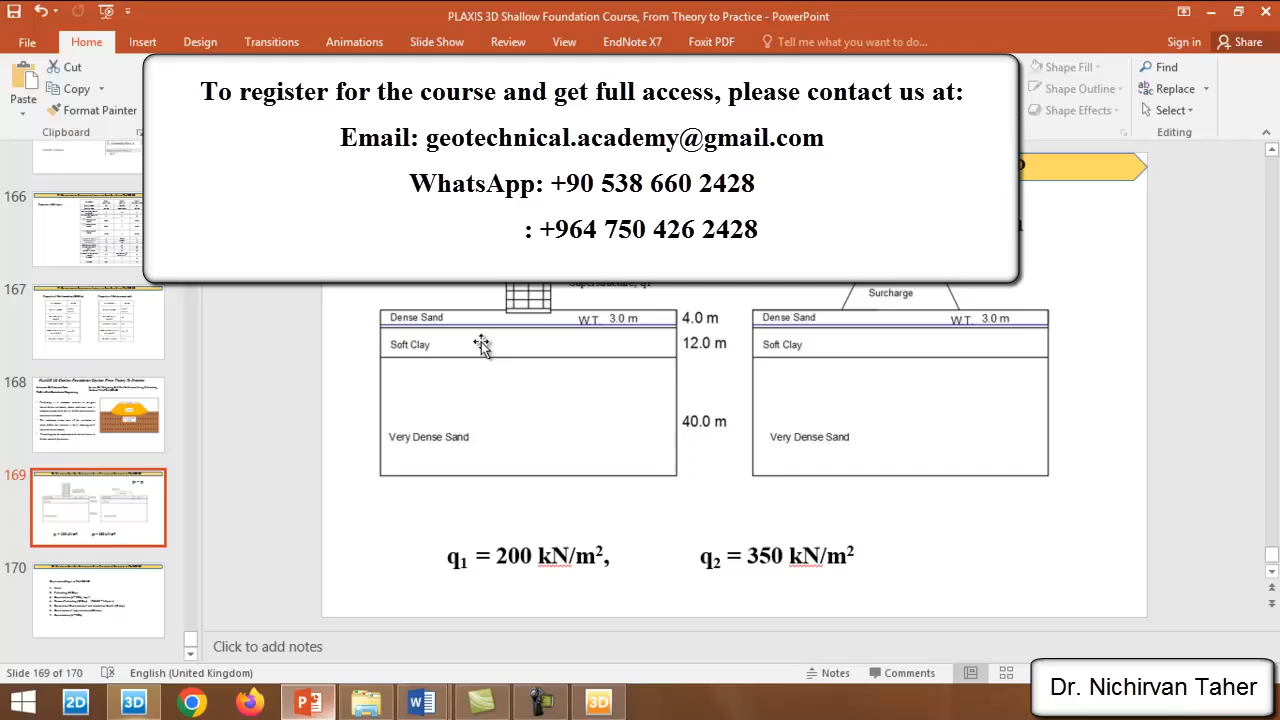 PLAXIS 3D Shallow Foundation Course, From Theory to Practice - PowerPoint
File Home Insert Design Transitions Animations Slide Show Review View EndNote X7 Foxit PDF Tell me what you want to do... Sign in Share
Paste
Cut
Copy
Format Painter
Clipboard
To register for the course and get full access, please contact us at:
Email: geotechnical.academy@gmail.com
WhatsApp: +90 538 660 2428
: +964 750 426 2428
Shape Fill
Shape Outline
Shape Effects
Find
Replace
Select
Editing
166
167
168
169
170
Surcharge
Dense Sand W.T. 3.0 m 4.0 m
Soft Clay 12.0 m
40.0 m
Very Dense Sand
Dense Sand W.T. 3.0 m
Soft Clay
Very Dense Sand
q₁ = 200 kN/m², q₂ = 350 kN/m²
Click to add notes
Slide 169 of 170 English (United Kingdom) Notes Comments
2D 3D 3D
Dr. Nichirvan Taher